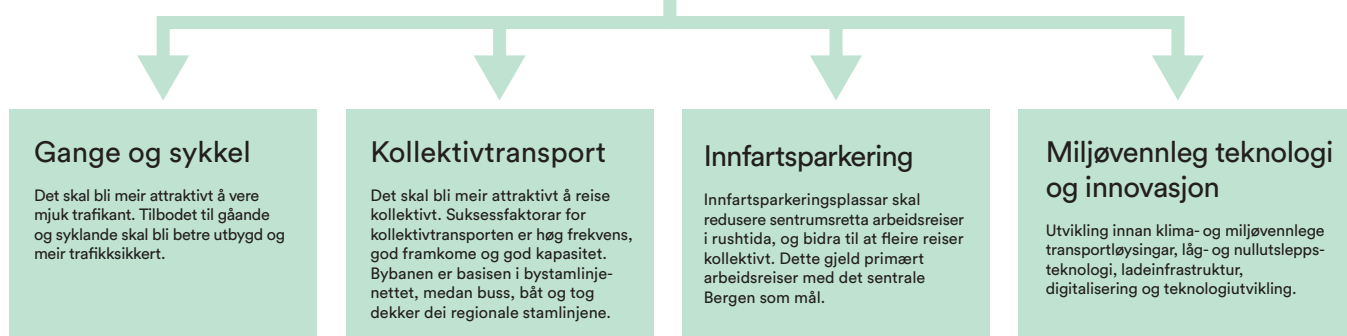 Gange og sykkel
Det skal bli meir attraktivt å vere
mjuk trafikant. Tilbodet til gåande
og syklande skal bli betre utbygd og
meir trafikksikkert.
Kollektivtransport
Det skal bli meir attraktivt å reise
kollektivt. Suksessfaktorar for
kollektivtransporten er høg frekvens,
god framkome og god kapasitet.
Bybanen er basisen i bystamlinje-
nettet, medan buss, båt og tog
dekker dei regionale stamlinjene.
Innfartsparkering
Innfartsparkeringsplassar skal
redusere sentrumsretta arbeidsreiser
i rushtida, og bidra til at fleire reiser
kollektivt. Dette gjeld primært
arbeidsreiser med det sentrale
Bergen som mål.
Miljøvennleg teknologi
og innovasjon
Utvikling innan klima- og miljøvennlege
transportløysingar, låg- og nullutslepps-
teknologi, ladeinfrastruktur,
digitalisering og teknologiutvikling.